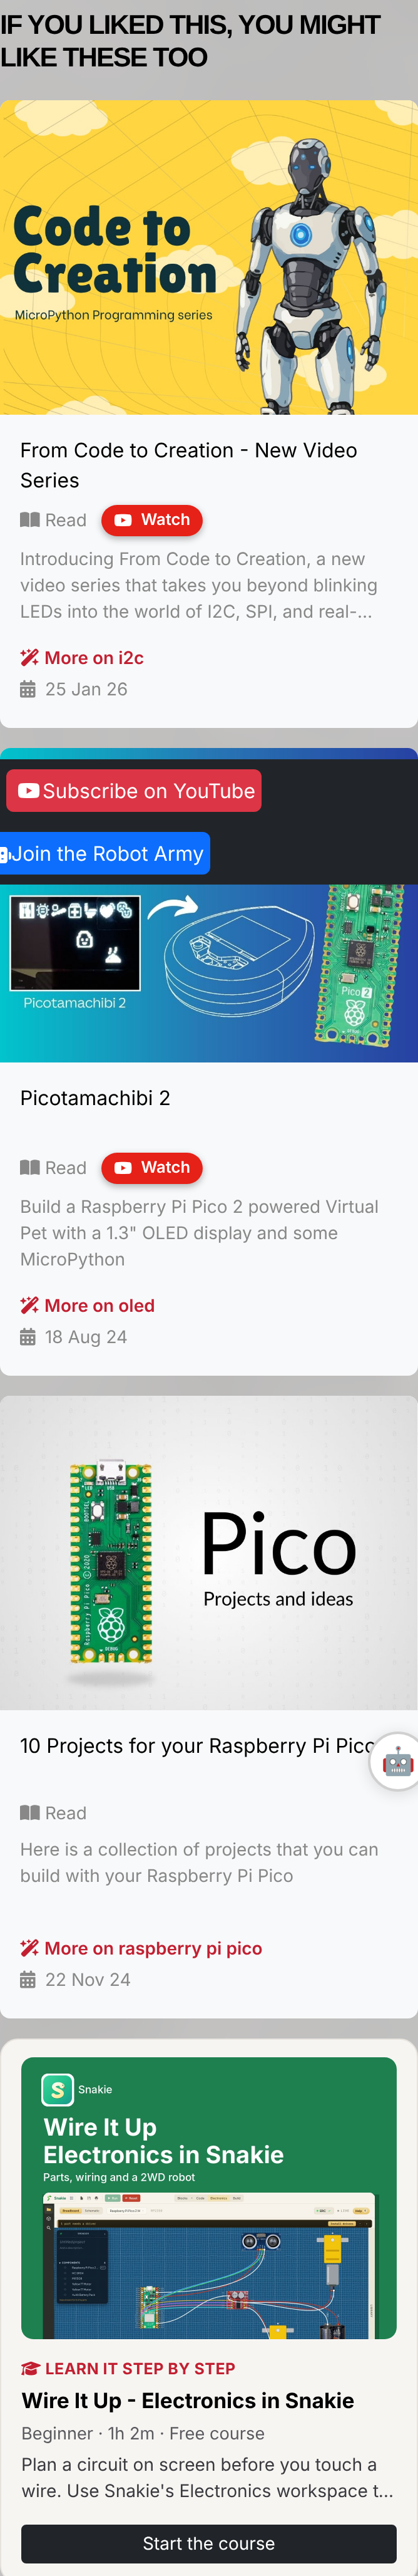 IF YOU LIKED THIS, YOU MIGHT
LIKE THESE TOO
Code to
Creation
MicroPython Programming series
From Code to Creation - New Video
Series
Read Watch
Introducing From Code to Creation, a new
video series that takes you beyond blinking
LEDs into the world of I2C, SPI, and real-...
More on i2c
25 Jan 26
Subscribe on YouTube
Join the Robot Army
Picotamachibi 2
Pico 2
Picotamachibi 2
Read Watch
Build a Raspberry Pi Pico 2 powered Virtual
Pet with a 1.3" OLED display and some
MicroPython
More on oled
18 Aug 24
Raspberry Pi Pico © 2020
BOOTSEL
DEBUG
Pico
Projects and ideas
10 Projects for your Raspberry Pi Pico
Read
Here is a collection of projects that you can
build with your Raspberry Pi Pico
More on raspberry pi pico
22 Nov 24
S Snakie
Wire It Up
Electronics in Snakie
Parts, wiring and a 2WD robot
LEARN IT STEP BY STEP
Wire It Up - Electronics in Snakie
Beginner · 1h 2m · Free course
Plan a circuit on screen before you touch a
wire. Use Snakie's Electronics workspace t...
Start the course